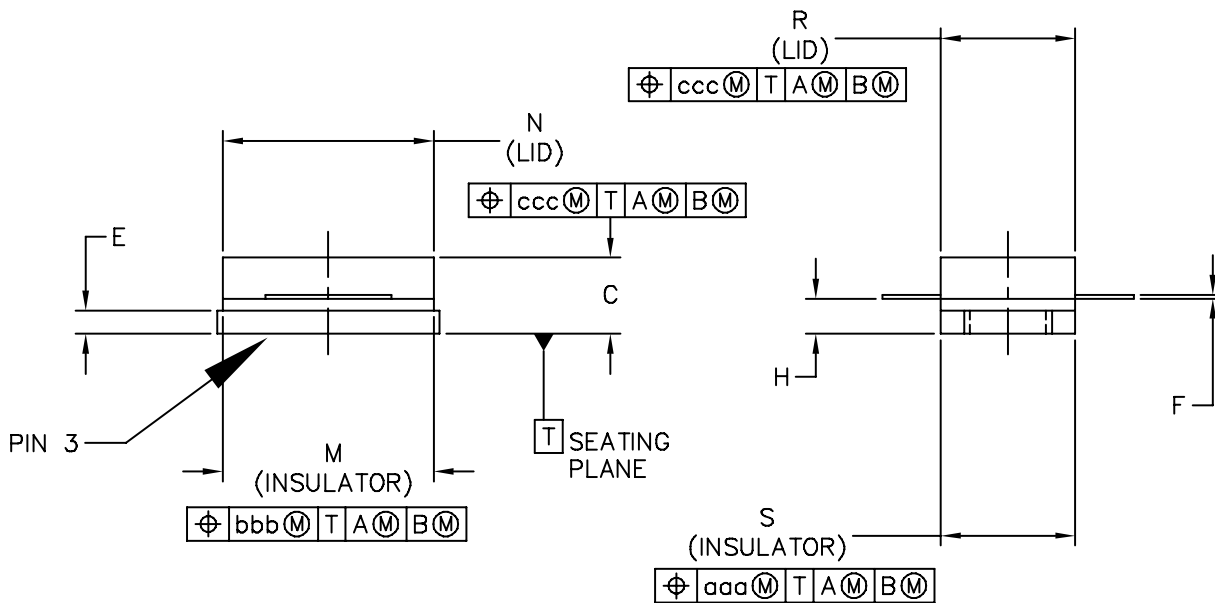 R
(LID)
⌖ ccc Ⓜ T A Ⓜ B Ⓜ
N
(LID)
⌖ ccc Ⓜ T A Ⓜ B Ⓜ
E
C
H
F
PIN 3
T SEATING
PLANE
M
(INSULATOR)
⌖ bbb Ⓜ T A Ⓜ B Ⓜ
S
(INSULATOR)
⌖ aaa Ⓜ T A Ⓜ B Ⓜ